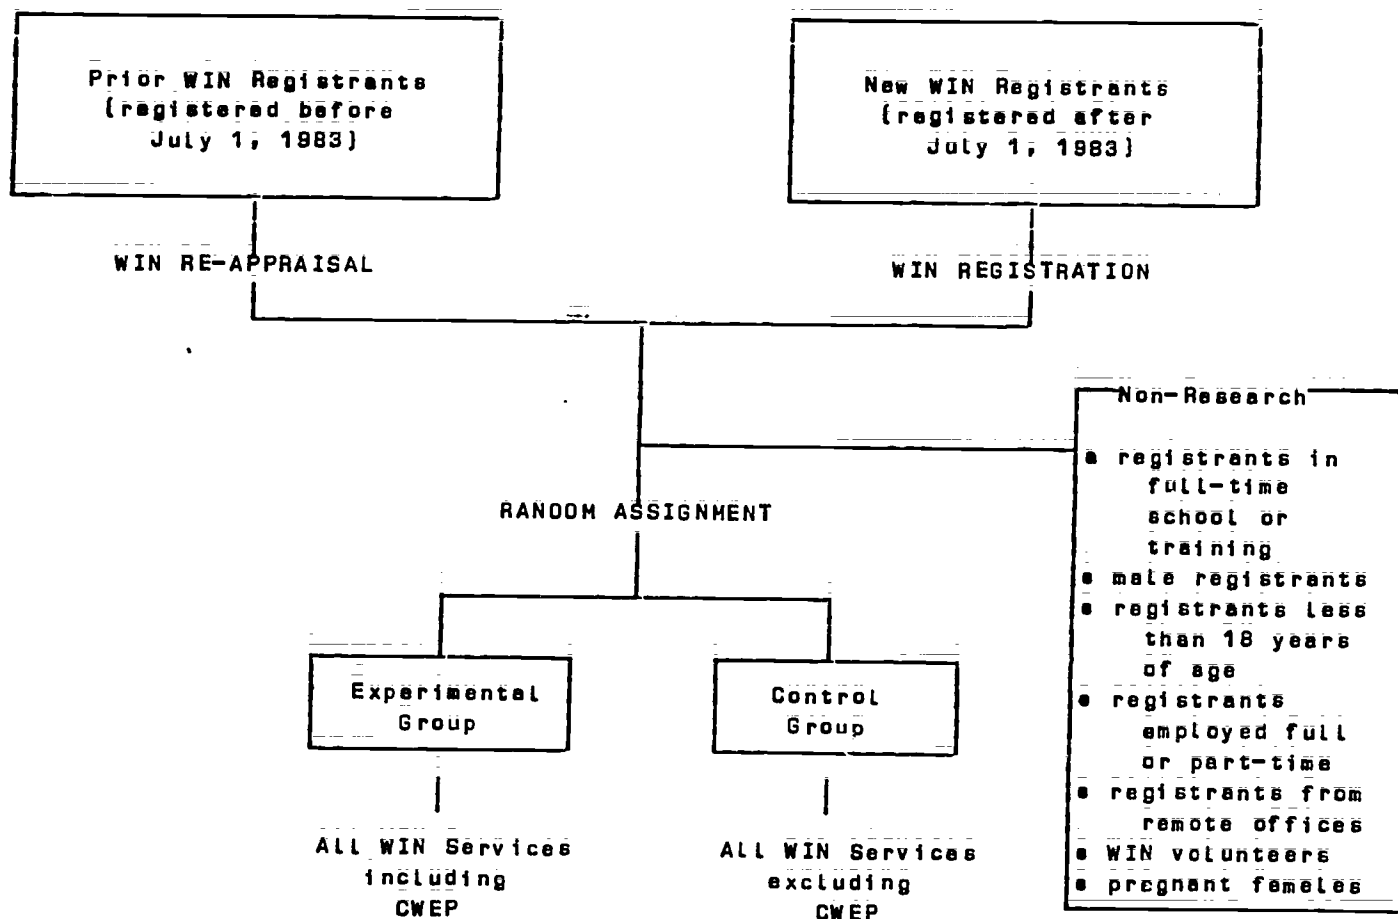 Prior WIN Registrants
(registered before
July 1, 1983)
New WIN Registrants
(registered after
July 1, 1983)
WIN RE-APPRAISAL
WIN REGISTRATION
Non-Research
• registrants in
full-time
school or
training
• male registrants
• registrants less
than 18 years
of age
• registrants
employed full
or part-time
• registrants from
remote offices
• WIN volunteers
• pregnant females
RANDOM ASSIGNMENT
Experimental
Group
Control
Group
All WIN Services
including
CWEP
All WIN Services
excluding
CWEP